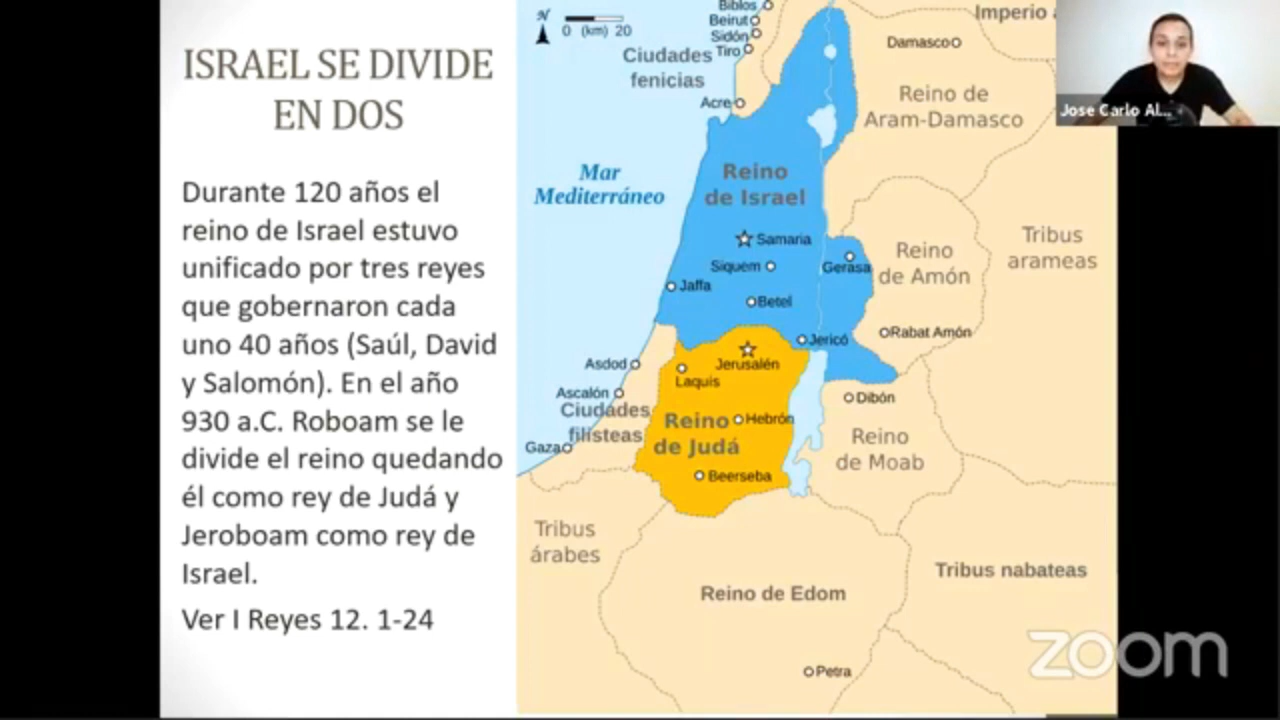 ISRAEL SE DIVIDE
EN DOS
Durante 120 años el
reino de Israel estuvo
unificado por tres reyes
que gobernaron cada
uno 40 años (Saúl, David
y Salomón). En el año
930 a.C. Roboam se le
divide el reino quedando
él como rey de Judá y
Jeroboam como rey de
Israel.
Ver I Reyes 12. 1-24
N
0 (km) 20
Biblos
Beirut
Sidón
Tiro
Ciudades
fenicias
Acre
Imperio
Damasco
Reino de
Aram-Damasco
Mar
Mediterráneo
Reino
de Israel
Samaria
Siquem
Gerasa
Jaffa
Betel
Jericó
Reino
de Amón
Tribus
arameas
Rabat Amón
Asdod
Jerusalén
Laquis
Ascalón
Ciudades
filisteas
Gaza
Reino
de Judá
Hebrón
Beerseba
Dibón
Reino
de Moab
Tribus
árabes
Reino de Edom
Tribus nabateas
Petra
Jose Carlo Al...
zoom